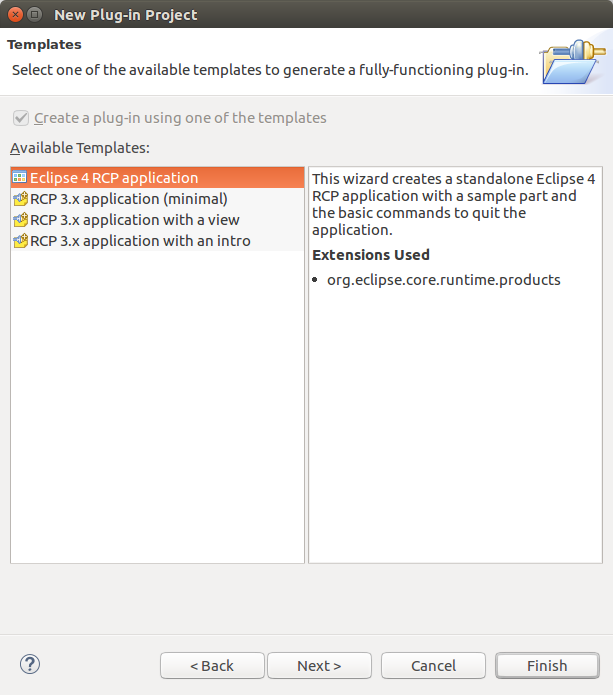 New Plug-in Project
Templates
Select one of the available templates to generate a fully-functioning plug-in.
Create a plug-in using one of the templates
Available Templates:
Eclipse 4 RCP application
RCP 3.x application (minimal)
RCP 3.x application with a view
RCP 3.x application with an intro
This wizard creates a standalone Eclipse 4
RCP application with a sample part and
the basic commands to quit the
application.
Extensions Used
• org.eclipse.core.runtime.products
?
< Back
Next >
Cancel
Finish